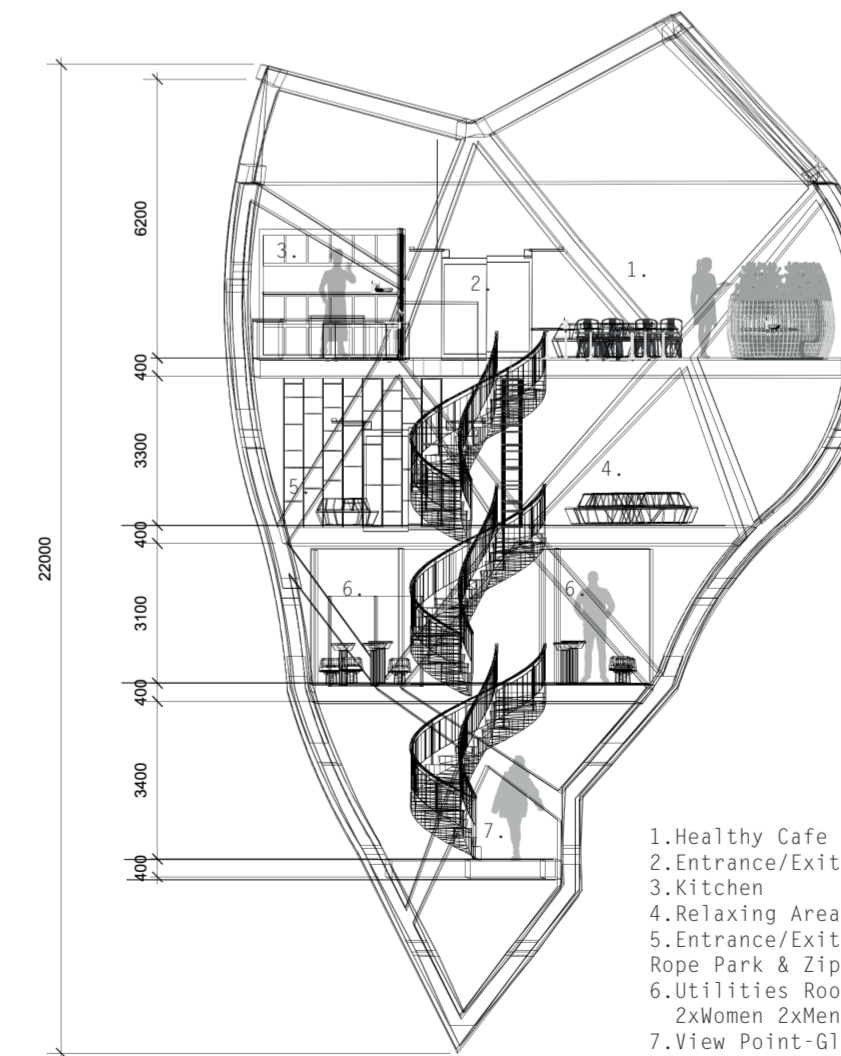 22000
6200
400
3300
400
3100
400
3400
400
3.
2.
1.
5.
4.
6.
6.
7.
1.Healthy Cafe
2.Entrance/Exit
3.Kitchen
4.Relaxing Area
5.Entrance/Exit
Rope Park & Zip
6.Utilities Roo
2xWomen 2xMen
7.View Point-Gl